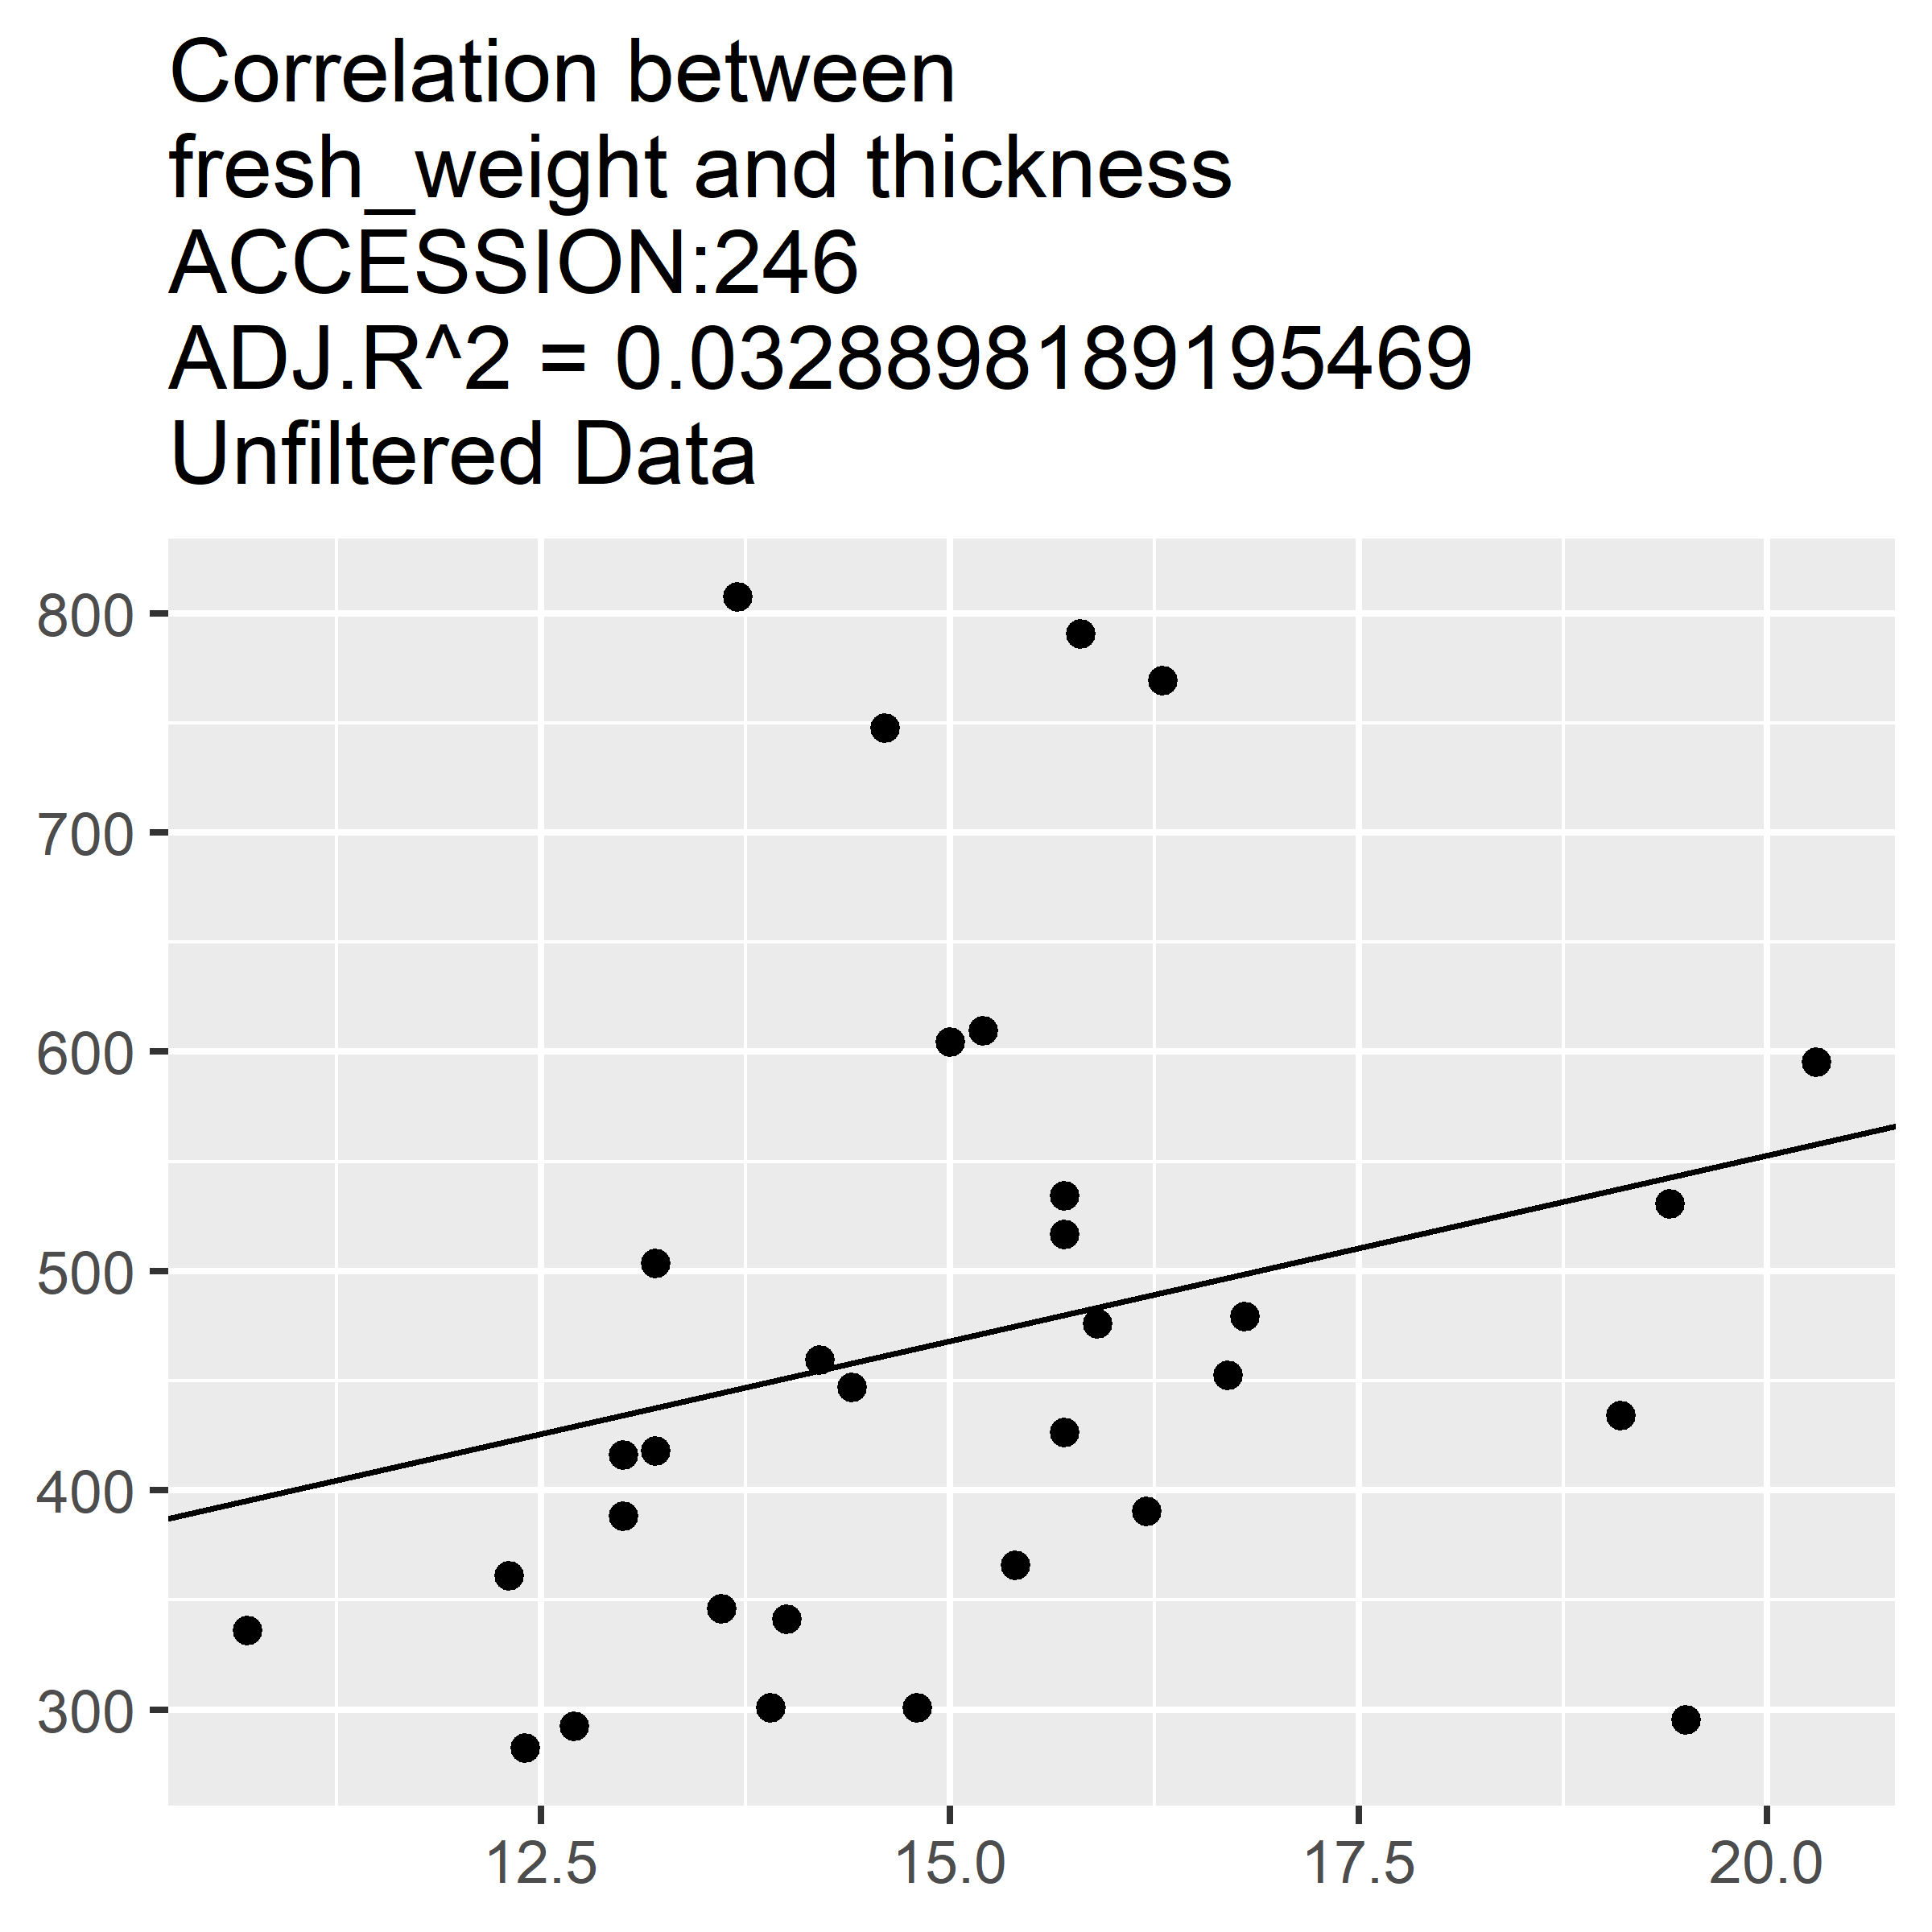 Correlation between
fresh_weight and thickness
ACCESSION:246
ADJ.R^2 = 0.0328898189195469
Unfiltered Data
800
700
600
500
400
300
12.5 15.0 17.5 20.0